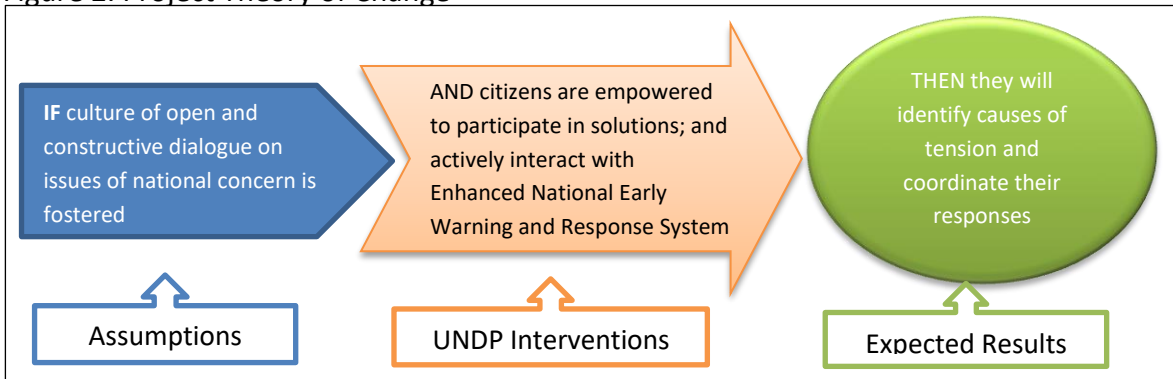 Figure 2: Project Theory of Change
IF culture of open and
constructive dialogue on
issues of national concern is
fostered
AND citizens are empowered
to participate in solutions; and
actively interact with
Enhanced National Early
Warning and Response System
THEN they will
identify causes of
tension and
coordinate their
responses
Assumptions
UNDP Interventions
Expected Results